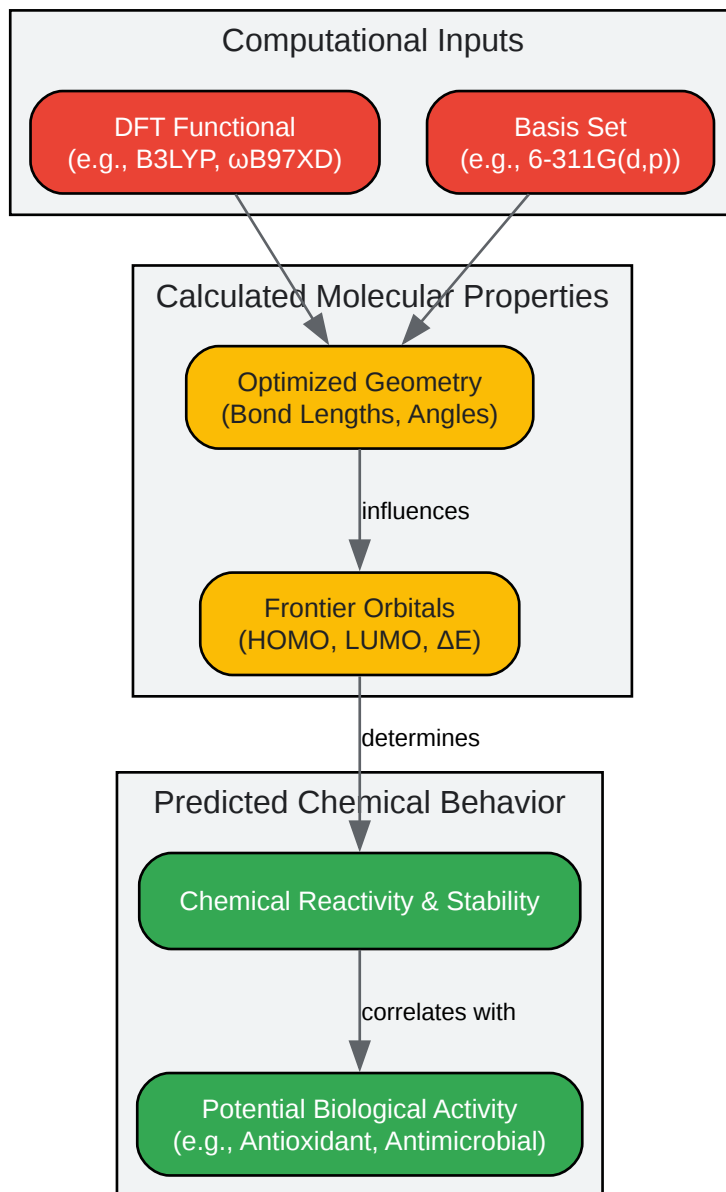 Computational Inputs
DFT Functional
(e.g., B3LYP, ωB97XD)
Basis Set
(e.g., 6-311G(d,p))
Calculated Molecular Properties
Optimized Geometry
(Bond Lengths, Angles)
influences
Frontier Orbitals
(HOMO, LUMO, ΔE)
determines
Predicted Chemical Behavior
Chemical Reactivity & Stability
correlates with
Potential Biological Activity
(e.g., Antioxidant, Antimicrobial)